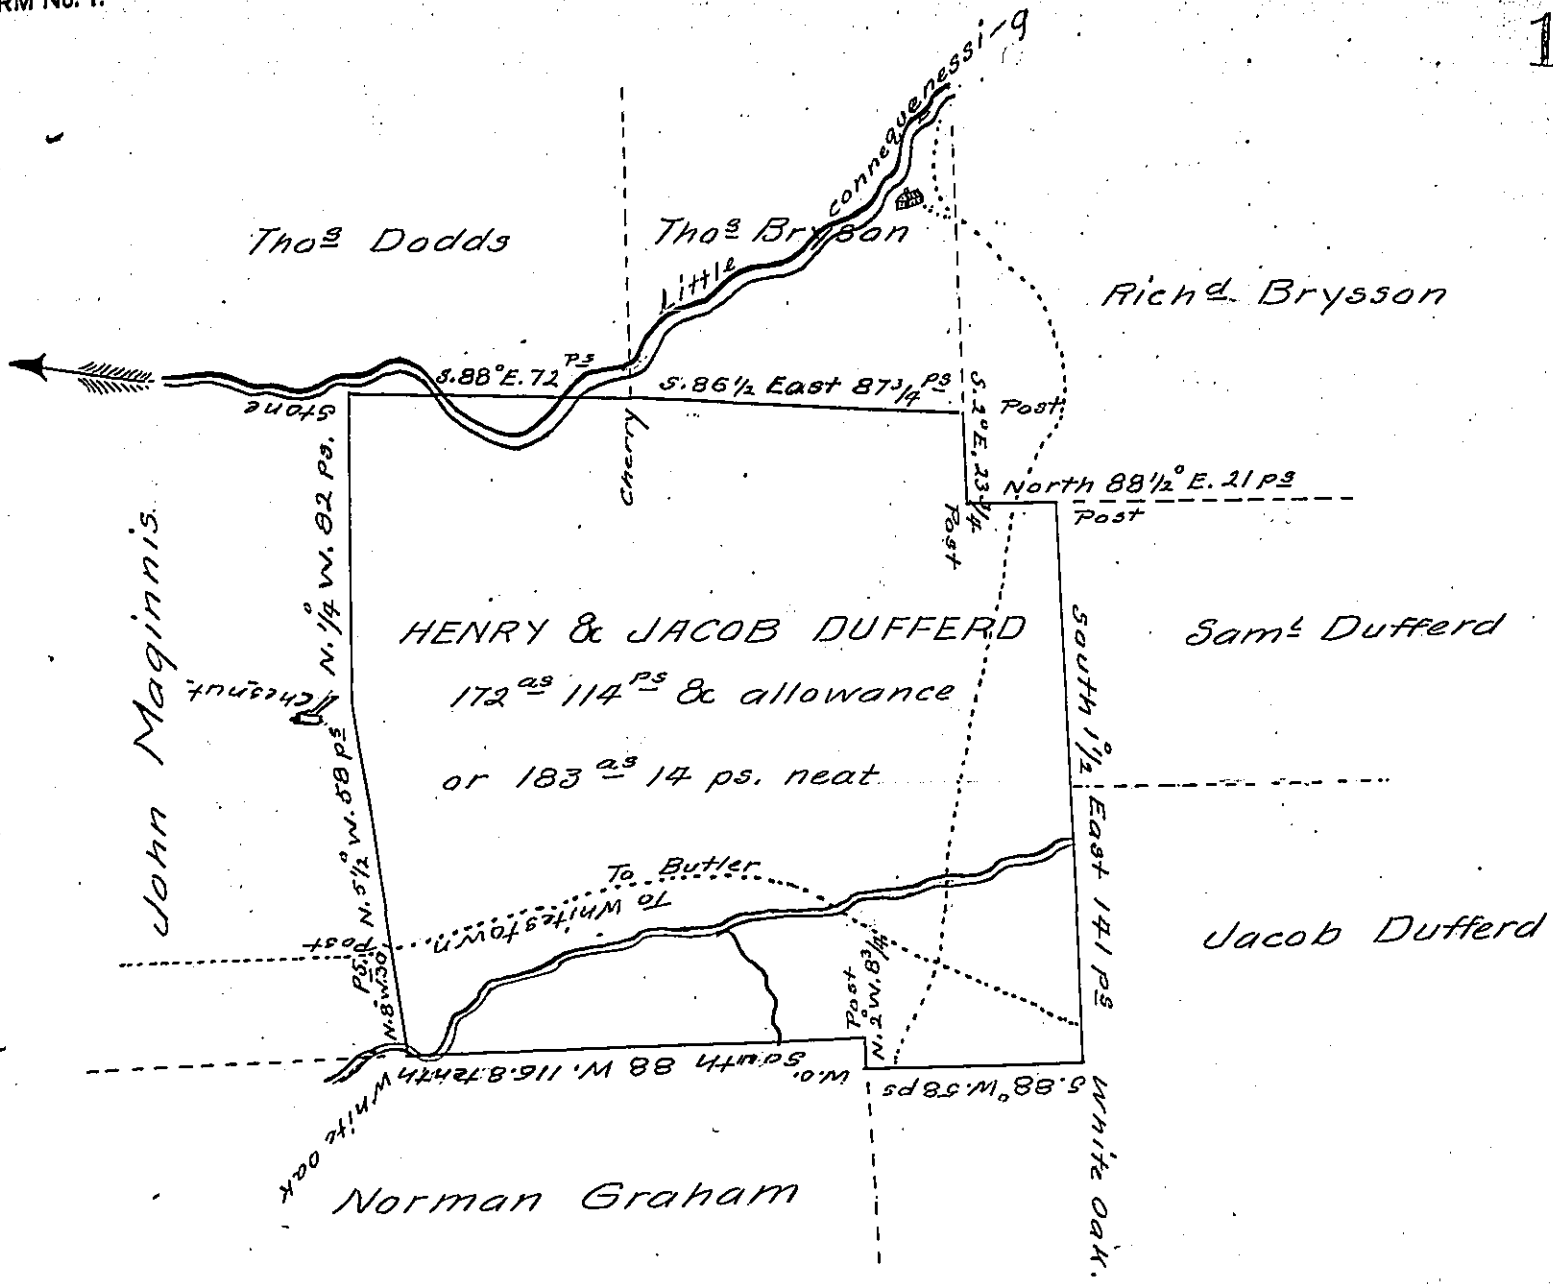 RM No. 1.
1
Little connequenessing
Thoˢ Dodds
Thoˢ Brysson
Richᵈ Brysson
S. 88° E. 72 ps
S. 86½ East 87¾ ps
S. 2° E. 23¼
Post
Stone
cherry
North 88½° E. 21 ps
Post
Post
N. ¼° W. 82 ps.
John Maginnis
HENRY & JACOB DUFFERD
172 as 114 ps & allowance
or 183 as 14 ps. neat
Samˡ Dufferd
South 1½° East 141 ps
chesnut
N. 5½° W. 58 ps
To Butler
To Whitestown
Post
N. 8° W. 30 ps.
Jacob Dufferd
Post
N. 2° W. 8¾
South 88 W. 116.8 tenth
W.O.
S. 88° W. 58 ps
White Oak
White Oak.
Norman Graham